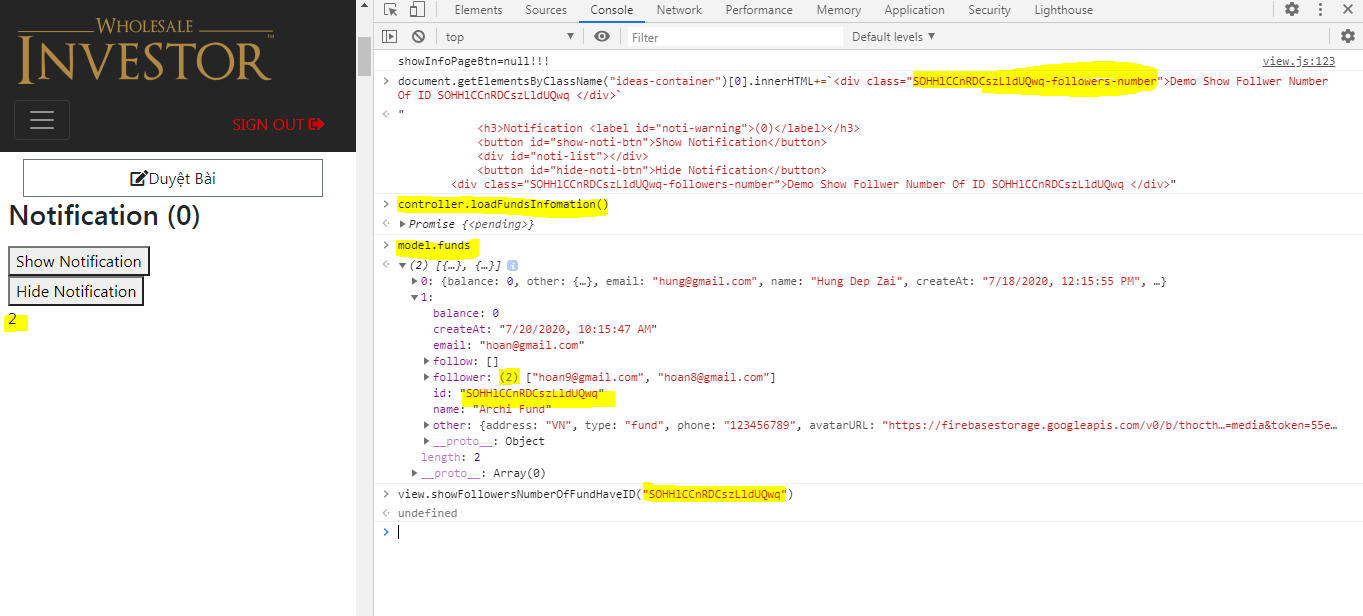 WHOLESALE
INVESTOR
SIGN OUT
Duyệt Bài
Notification (0)
Show Notification
Hide Notification
2
Elements Sources Console Network Performance Memory Application Security Lighthouse
top Filter Default levels
showInfoPageBtn=null!!! view.js:123
document.getElementsByClassName("ideas-container")[0].innerHTML+=`<div class="SOHHlCCnRDCszLldUQwq-followers-number">Demo Show Follwer Number
Of ID SOHHlCCnRDCszLldUQwq </div>`
"
<h3>Notification <label id="noti-warning">(0)</label></h3>
<button id="show-noti-btn">Show Notification</button>
<div id="noti-list"></div>
<button id="hide-noti-btn">Hide Notification</button>
<div class="SOHHlCCnRDCszLldUQwq-followers-number">Demo Show Follwer Number Of ID SOHHlCCnRDCszLldUQwq </div>"
controller.loadFundsInfomation()
Promise {<pending>}
model.funds
(2) [{…}, {…}] i
0: {balance: 0, other: {…}, email: "hung@gmail.com", name: "Hung Dep Zai", createAt: "7/18/2020, 12:15:55 PM", …}
1:
balance: 0
createAt: "7/20/2020, 10:15:47 AM"
email: "hoan@gmail.com"
follow: []
follower: (2) ["hoan9@gmail.com", "hoan8@gmail.com"]
id: "SOHHlCCnRDCszLldUQwq"
name: "Archi Fund"
other: {address: "VN", type: "fund", phone: "123456789", avatarURL: "https://firebasestorage.googleapis.com/v0/b/thocth…=media&token=55e…
__proto__: Object
length: 2
__proto__: Array(0)
view.showFollowersNumberOfFundHaveID("SOHHlCCnRDCszLldUQwq")
undefined